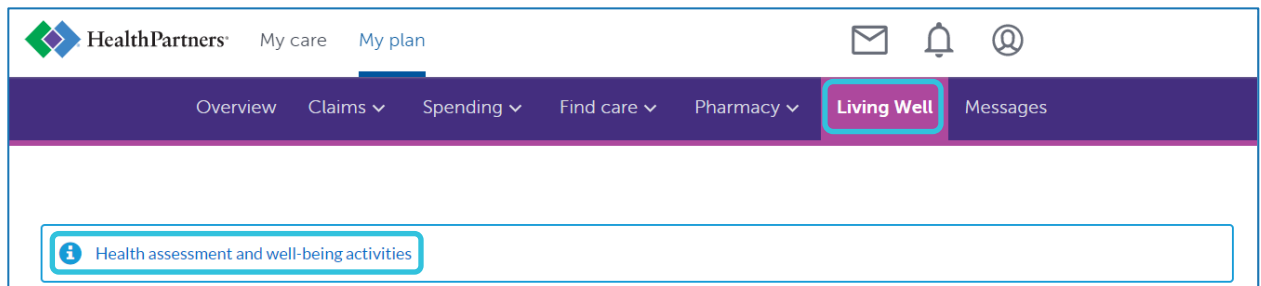 HealthPartners® My care My plan
Overview Claims Spending Find care Pharmacy Living Well Messages
Health assessment and well-being activities